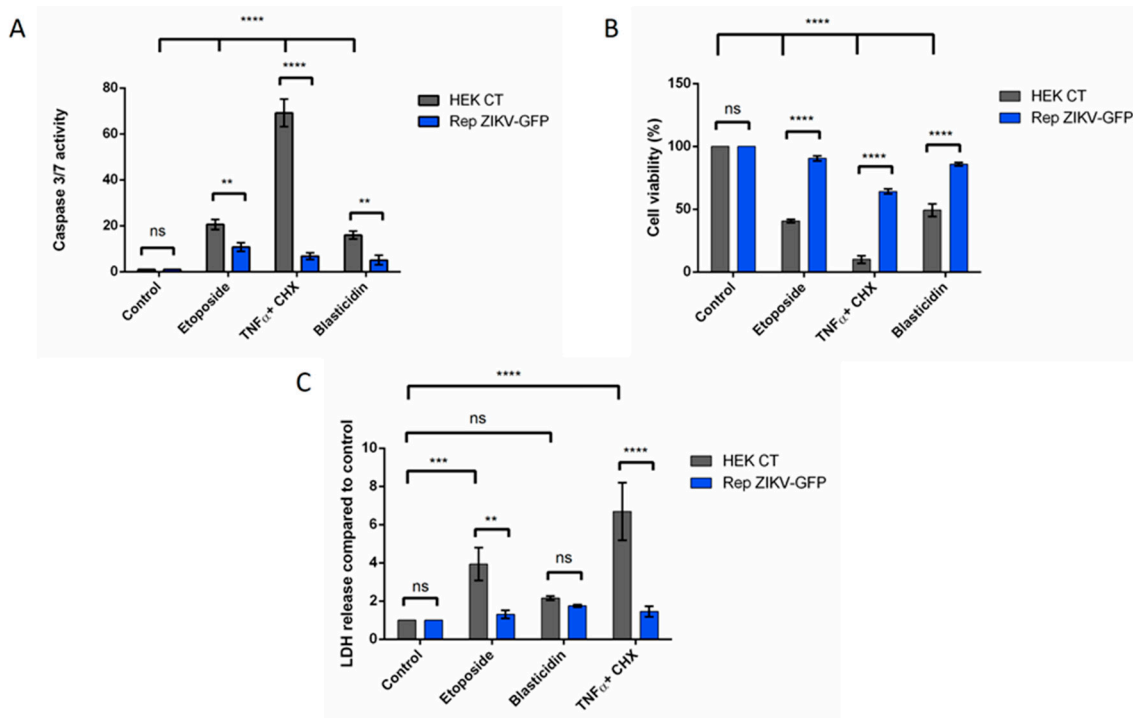 A
****
****
**
**
ns
80
60
40
20
0
Caspase 3/7 activity
Control
Etoposide
TNFα+ CHX
Blasticidin
HEK CT
Rep ZIKV-GFP
B
****
ns
****
****
****
150
100
50
0
Cell viability (%)
Control
Etoposide
TNFα+ CHX
Blasticidin
HEK CT
Rep ZIKV-GFP
C
****
ns
***
****
**
ns
ns
10
8
6
4
2
0
LDH release compared to control
Control
Etoposide
Blasticidin
TNFα+ CHX
HEK CT
Rep ZIKV-GFP